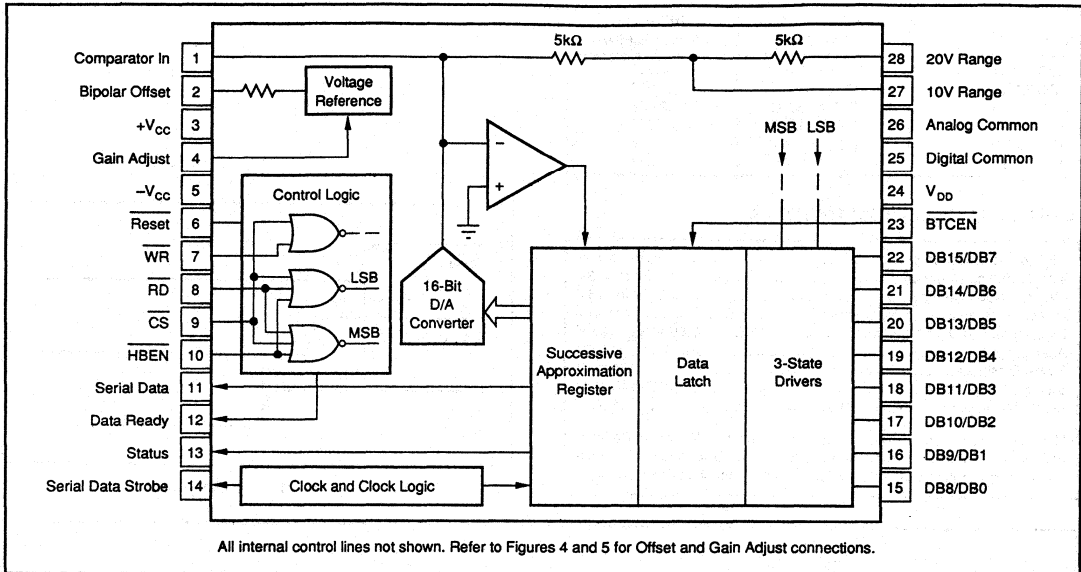 5kΩ 5kΩ
Comparator In 1 28 20V Range
Bipolar Offset 2 Voltage Reference 27 10V Range
+VCC 3 26 Analog Common
MSB LSB
Gain Adjust 4 25 Digital Common
−
–VCC 5 24 VDD
Control Logic +
Reset 6 23 BTCEN
WR 7 22 DB15/DB7
LSB
RD 8 21 DB14/DB6
16-Bit D/A Converter
CS 9 20 DB13/DB5
MSB
HBEN 10 19 DB12/DB4
Successive Approximation Register
Data Latch
3-State Drivers
Serial Data 11 18 DB11/DB3
Data Ready 12 17 DB10/DB2
Status 13 16 DB9/DB1
Serial Data Strobe 14 Clock and Clock Logic 15 DB8/DB0
All internal control lines not shown. Refer to Figures 4 and 5 for Offset and Gain Adjust connections.